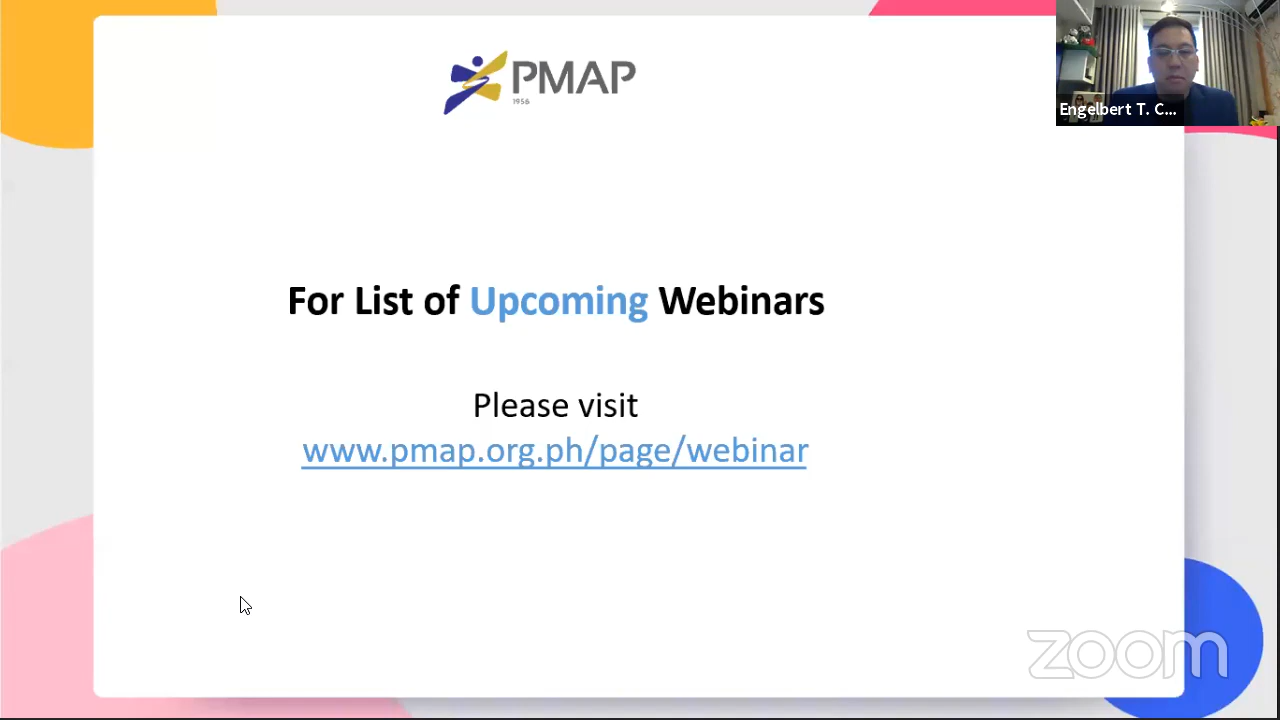 PMAP
1956
Engelbert T. C...
For List of Upcoming Webinars
Please visit
www.pmap.org.ph/page/webinar
zoom